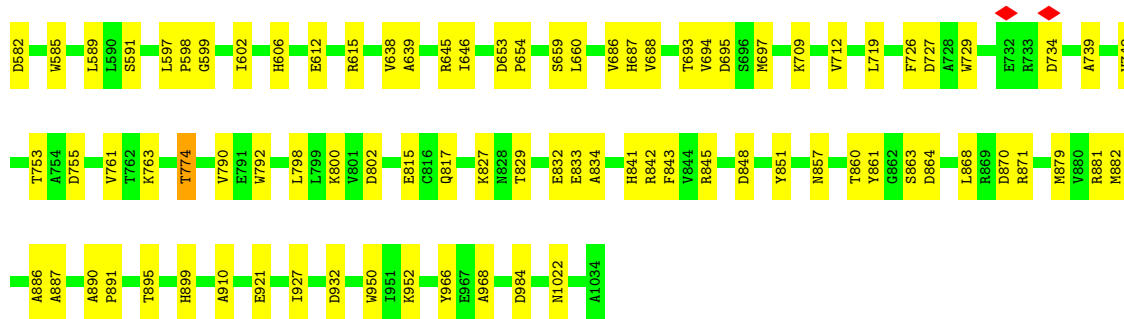 D582 W585 L589 L590 S591 L597 P598 G599 I602 H606 E612 R615 V638 A639 R645 I646 D653 P654 S659 L660 V686 H687 V688 T693 V694 D695 S696 M697 K709 V712 L719 F726 D727 A728 W729 E732 R733 D734 A739
T753 A754 D755 V761 T762 K763 T774 V790 E791 W792 L798 L799 K800 V801 D802 E815 C816 Q817 K827 N828 T829 E832 E833 A834 H841 R842 F843 V844 R845 D848 Y851 N857 T860 Y861 G862 S863 D864 L868 R869 D870 R871 M879 V880 R881 M882
A886 A887 A890 P891 T895 H899 A910 E921 I927 D932 W950 I951 K952 Y966 E967 A968 D984 N1022 A1034